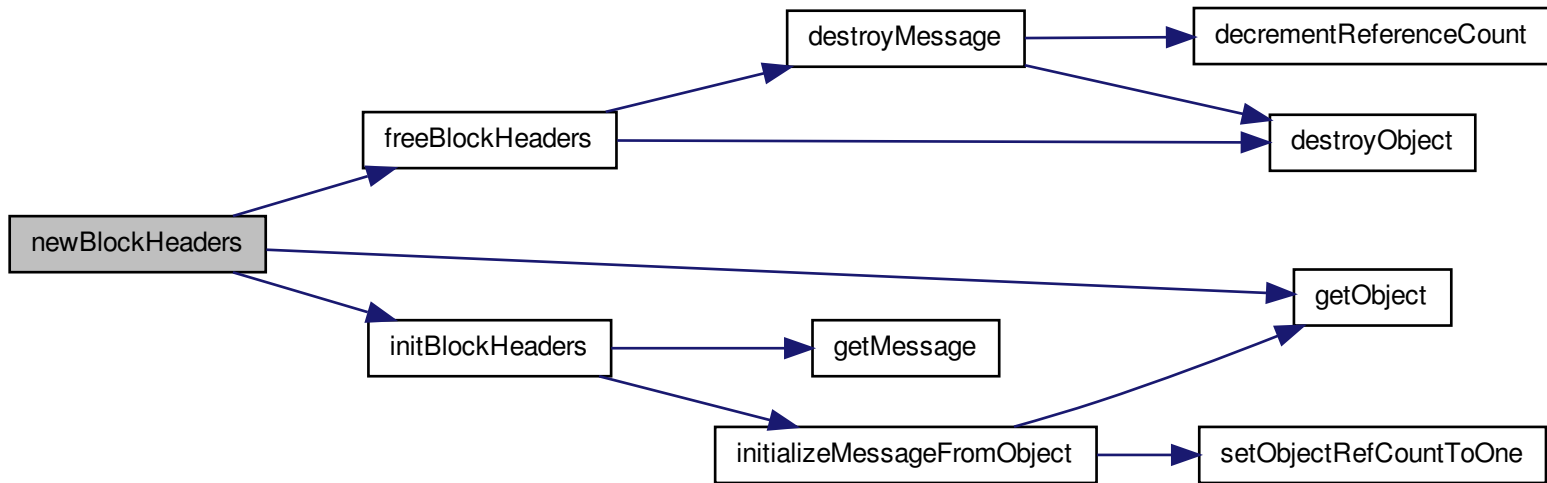 newBlockHeaders
freeBlockHeaders
destroyMessage
decrementReferenceCount
destroyObject
getObject
initBlockHeaders
getMessage
initializeMessageFromObject
setObjectRefCountToOne